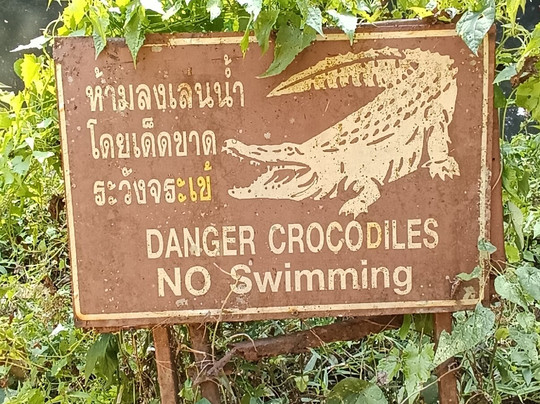 ห้ามลงเล่นน้ำ
โดยเด็ดขาด
ระวังจระเข้
DANGER CROCODILES
NO Swimming